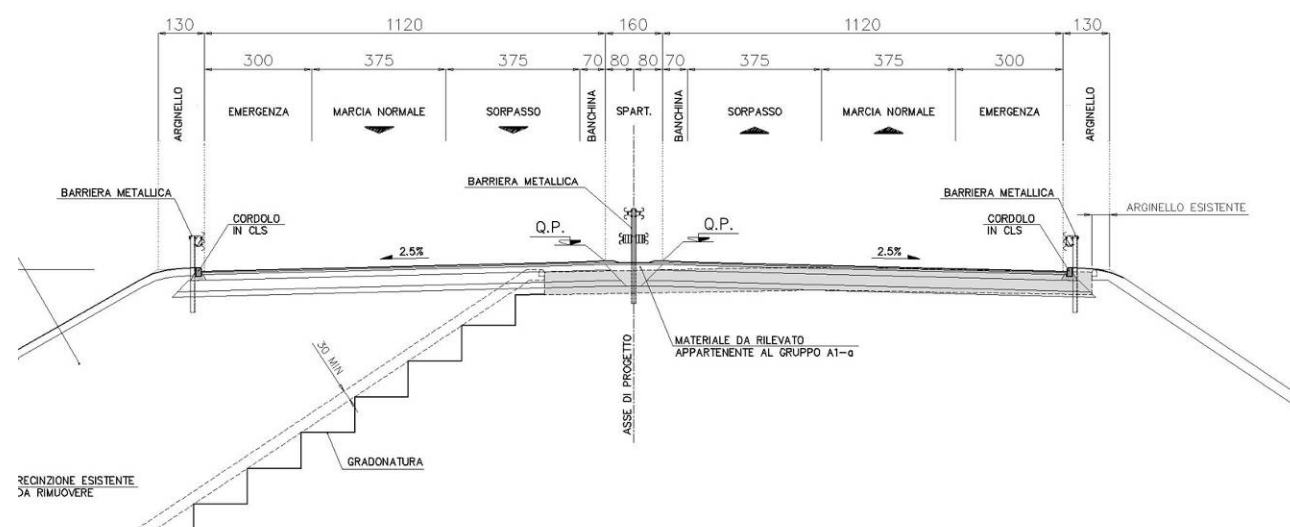 130 1120 160 1120 130
300 375 375 70 80 80 70 375 375 300
ARGINELLO EMERGENZA MARCIA NORMALE SORPASSO BANCHINA SPART. BANCHINA SORPASSO MARCIA NORMALE EMERGENZA ARGINELLO
BARRIERA METALLICA
BARRIERA METALLICA
BARRIERA METALLICA
ARGINELLO ESISTENTE
CORDOLO
IN CLS
Q.P.
Q.P.
CORDOLO
IN CLS
2.5%
2.5%
MATERIALE DA RILEVATO
APPARTENENTE AL GRUPPO A1-a
30 MIN
ASSE DI PROGETTO
GRADONATURA
RECINZIONE ESISTENTE
DA RIMUOVERE